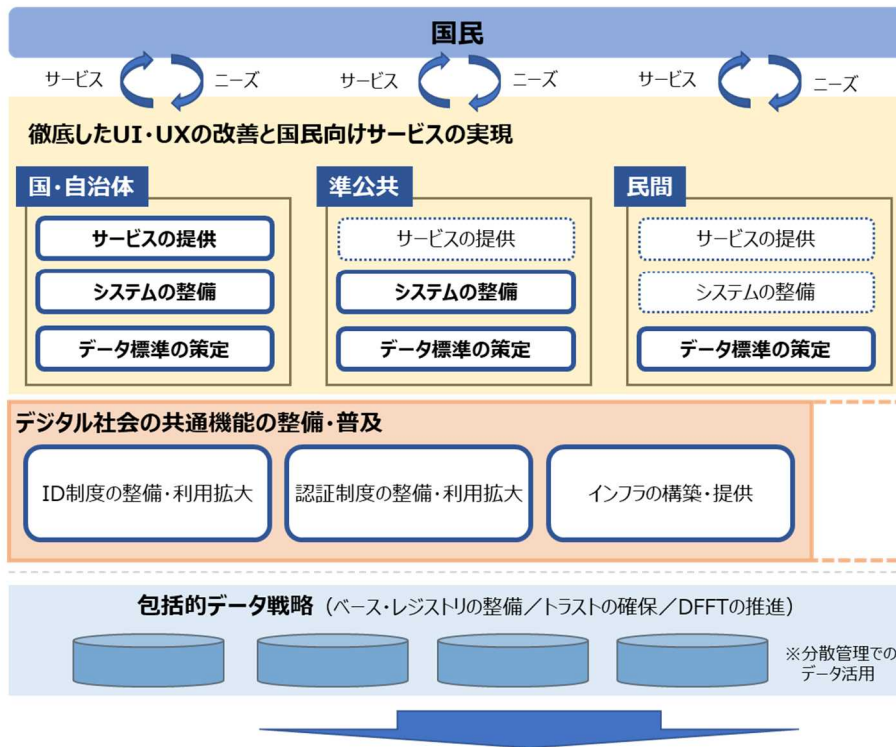 国民
サービス ニーズ サービス ニーズ サービス ニーズ
徹底したUI・UXの改善と国民向けサービスの実現
国・自治体 準公共 民間
サービスの提供 サービスの提供 サービスの提供
システムの整備 システムの整備 システムの整備
データ標準の策定 データ標準の策定 データ標準の策定
デジタル社会の共通機能の整備・普及
ID制度の整備・利用拡大 認証制度の整備・利用拡大 インフラの構築・提供
包括的データ戦略（ベース・レジストリの整備／トラストの確保／DFFTの推進）
※分散管理での
データ活用